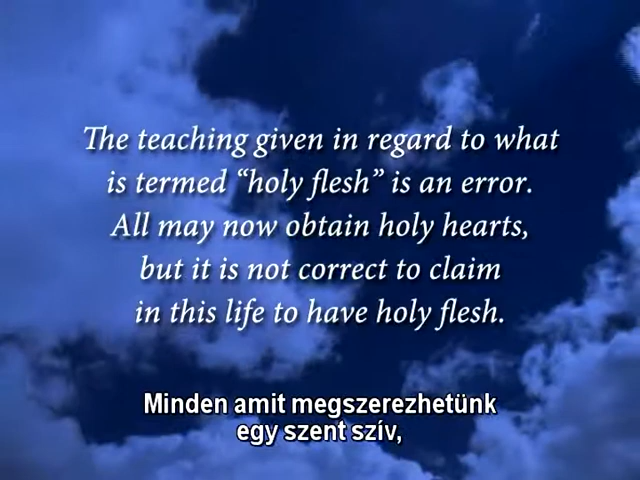 The teaching given in regard to what
is termed “holy flesh” is an error.
All may now obtain holy hearts,
but it is not correct to claim
in this life to have holy flesh.
Minden amit megszerezhetünk
egy szent szív,